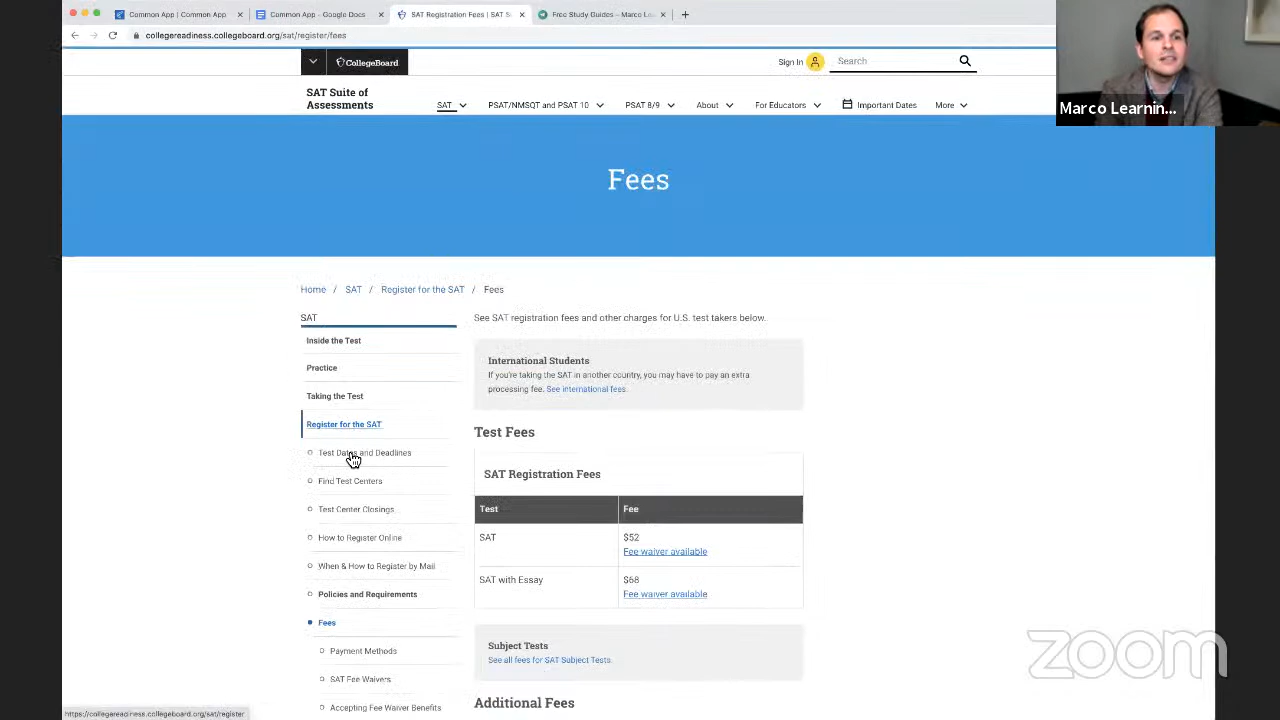 Common App | Common App
Common App - Google Docs
SAT Registration Fees | SAT S
Free Study Guides – Marco Le
collegereadiness.collegeboard.org/sat/register/fees
CollegeBoard
Sign In
Search
SAT Suite of
Assessments
SAT
PSAT/NMSQT and PSAT 10
PSAT 8/9
About
For Educators
Important Dates
More
Marco Learnin...
Fees
Home / SAT / Register for the SAT / Fees
SAT
Inside the Test
Practice
Taking the Test
Register for the SAT
Test Dates and Deadlines
Find Test Centers
Test Center Closings
How to Register Online
When & How to Register by Mail
Policies and Requirements
Fees
Payment Methods
SAT Fee Waivers
Accepting Fee Waiver Benefits
See SAT registration fees and other charges for U.S. test takers below.
International Students
If you're taking the SAT in another country, you may have to pay an extra
processing fee. See international fees.
Test Fees
SAT Registration Fees
Test Fee
SAT $52
Fee waiver available
SAT with Essay $68
Fee waiver available
Subject Tests
See all fees for SAT Subject Tests.
Additional Fees
zoom
https://collegereadiness.collegeboard.org/sat/register